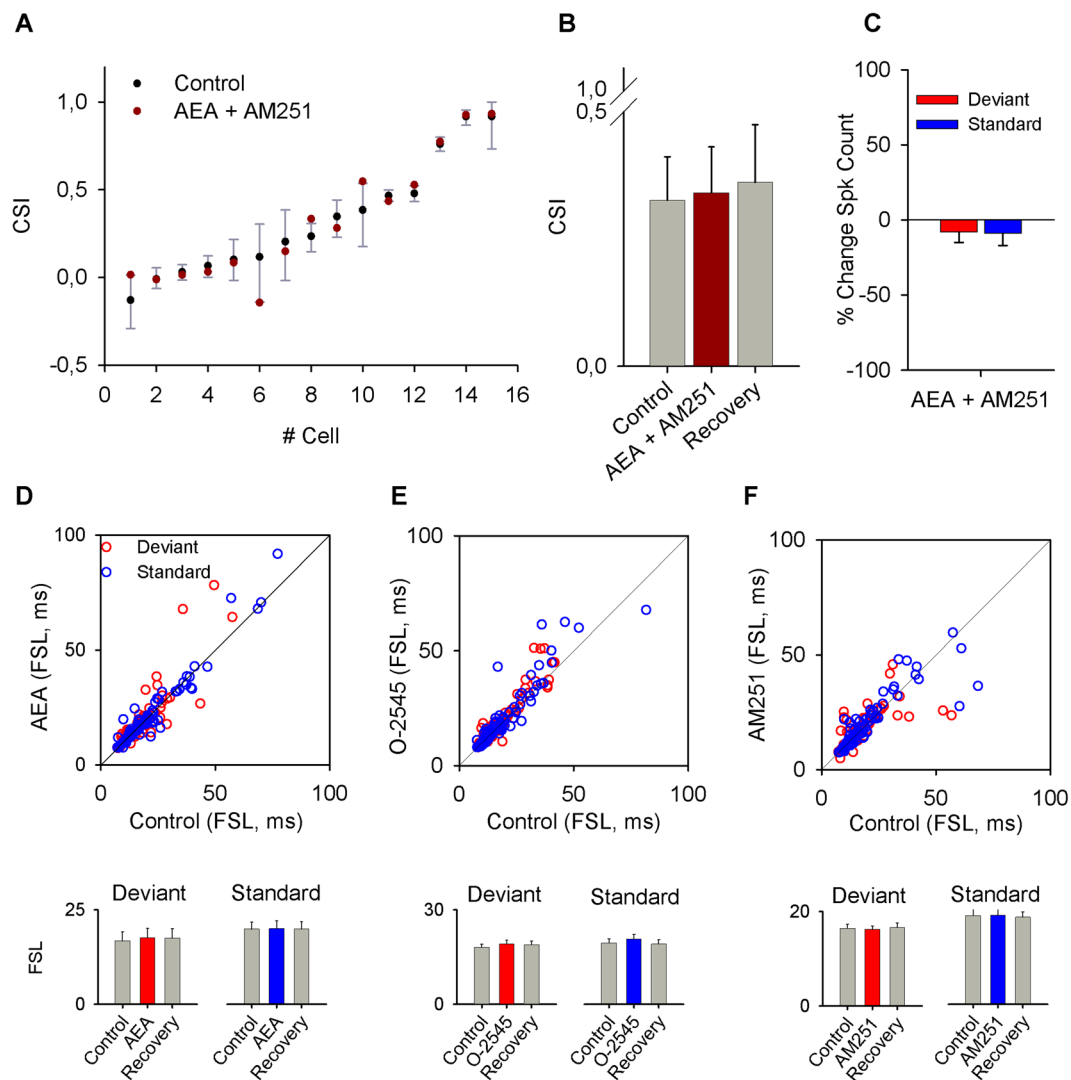 A
B
C
Control
AEA + AM251
CSI
1,0
0,5
0,0
-0,5
0 2 4 6 8 10 12 14 16
# Cell
CSI
1,0
0,5
0,0
Control
AEA + AM251
Recovery
% Change Spk Count
100
50
0
-50
-100
Deviant
Standard
AEA + AM251
D
E
F
AEA (FSL, ms)
100
50
0
Deviant
Standard
0 50 100
Control (FSL, ms)
O-2545 (FSL, ms)
100
50
0
0 50 100
Control (FSL, ms)
AM251 (FSL, ms)
100
50
0
0 50 100
Control (FSL, ms)
FSL
Deviant
Standard
25
0
Control
AEA
Recovery
Control
AEA
Recovery
Deviant
Standard
30
0
Control
O-2545
Recovery
Control
O-2545
Recovery
Deviant
Standard
20
0
Control
AM251
Recovery
Control
AM251
Recovery